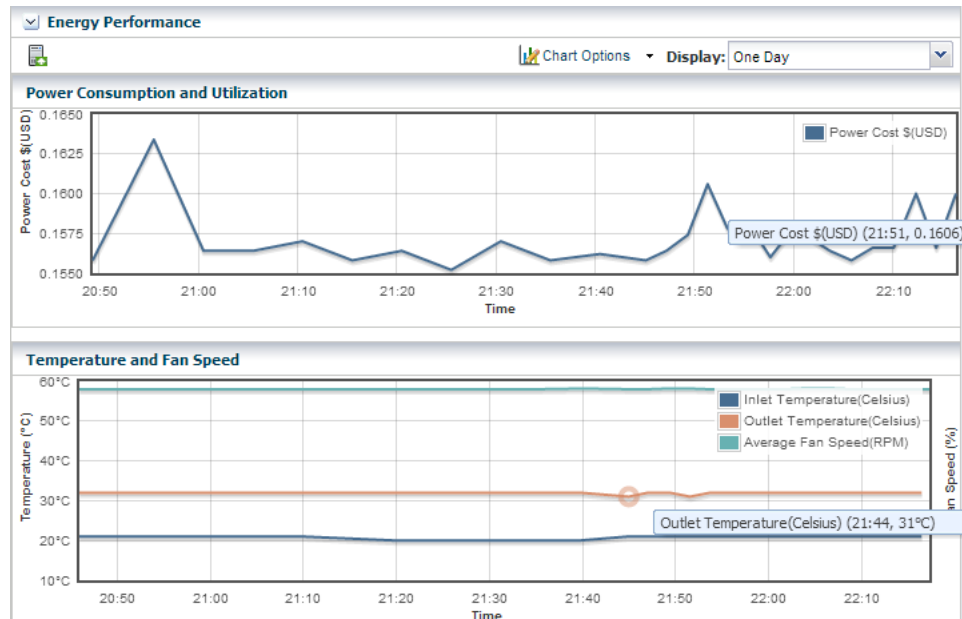 Energy Performance
Chart Options Display: One Day
Power Consumption and Utilization
Power Cost $(USD)
0.1650
0.1625
0.1600
0.1575
0.1550
Power Cost $(USD)
Power Cost $(USD) (21:51, 0.1606)
20:50 21:00 21:10 21:20 21:30 21:40 21:50 22:00 22:10
Time
Temperature and Fan Speed
Temperature (°C)
60°C
50°C
40°C
30°C
20°C
10°C
Inlet Temperature(Celsius)
Outlet Temperature(Celsius)
Average Fan Speed(RPM)
an Speed (%)
Outlet Temperature(Celsius) (21:44, 31°C)
20:50 21:00 21:10 21:20 21:30 21:40 21:50 22:00 22:10
Time